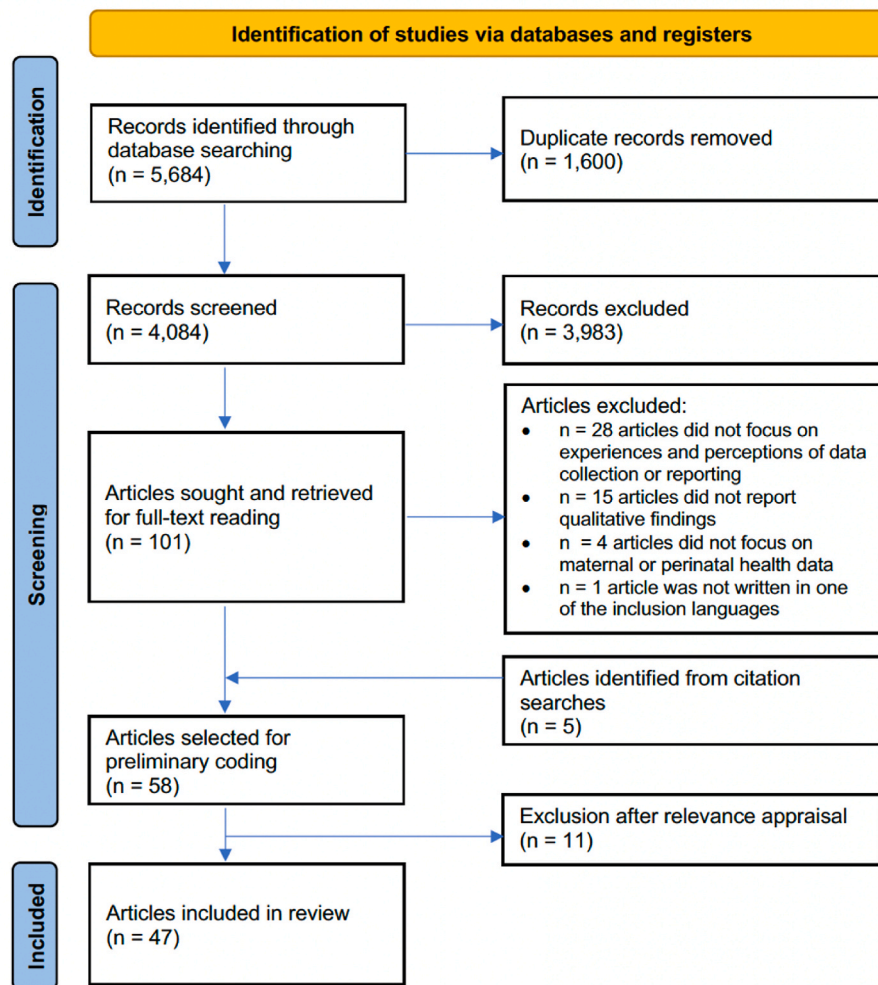 Identification of studies via databases and registers
Identification
Records identified through
database searching
(n = 5,684)
Duplicate records removed
(n = 1,600)
Screening
Records screened
(n = 4,084)
Records excluded
(n = 3,983)
Articles sought and retrieved
for full-text reading
(n = 101)
Articles excluded:
• n = 28 articles did not focus on
experiences and perceptions of data
collection or reporting
• n = 15 articles did not report
qualitative findings
• n = 4 articles did not focus on
maternal or perinatal health data
• n = 1 article was not written in one
of the inclusion languages
Articles identified from citation
searches
(n = 5)
Articles selected for
preliminary coding
(n = 58)
Exclusion after relevance appraisal
(n = 11)
Included
Articles included in review
(n = 47)